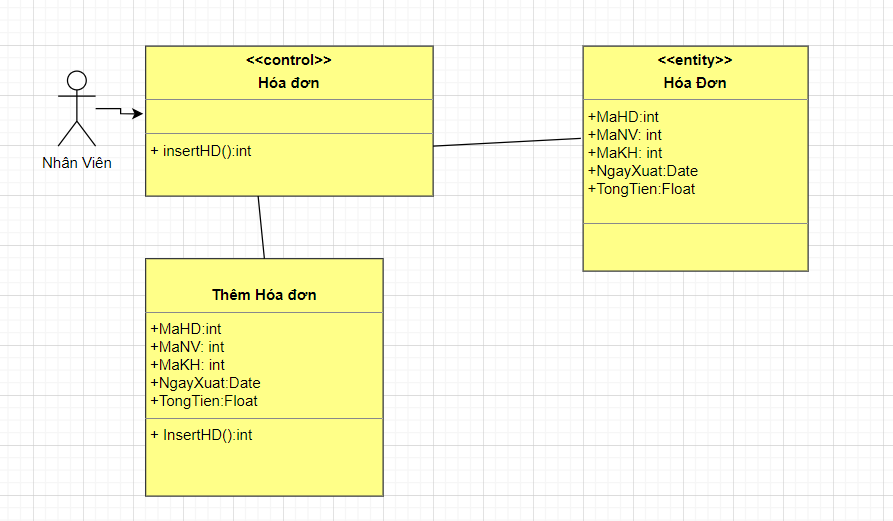 <<control>>
Hóa đơn
+ insertHD():int
<<entity>>
Hóa Đơn
+MaHD:int
+MaNV: int
+MaKH: int
+NgayXuat:Date
+TongTien:Float
Nhân Viên
Thêm Hóa đơn
+MaHD:int
+MaNV: int
+MaKH: int
+NgayXuat:Date
+TongTien:Float
+ InsertHD():int